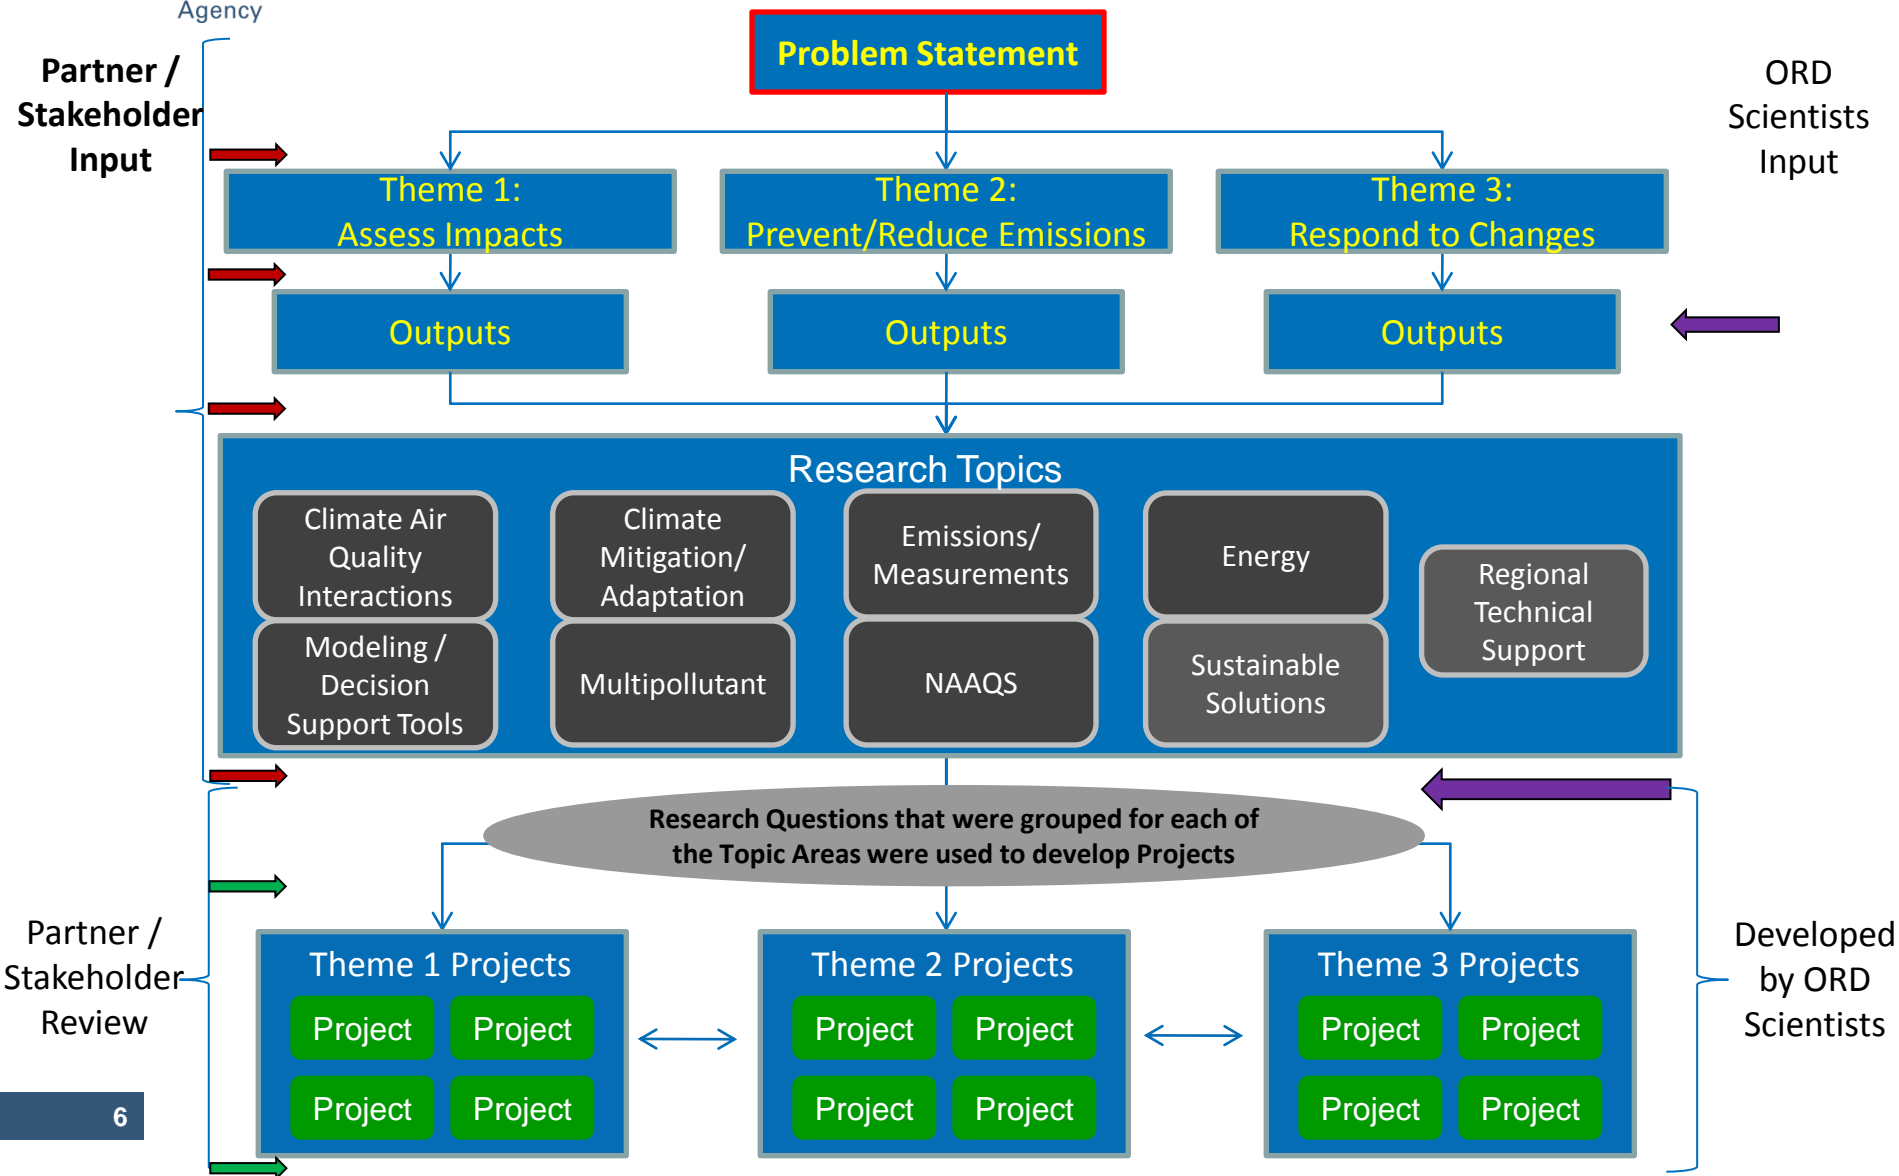 Agency
Partner /
Stakeholder
Input
Problem Statement
ORD
Scientists
Input
Theme 1:
Assess Impacts
Theme 2:
Prevent/Reduce Emissions
Theme 3:
Respond to Changes
Outputs
Outputs
Outputs
Research Topics
Climate Air
Quality
Interactions
Climate
Mitigation/
Adaptation
Emissions/
Measurements
Energy
Regional
Technical
Support
Modeling /
Decision
Support Tools
Multipollutant
NAAQS
Sustainable
Solutions
Research Questions that were grouped for each of
the Topic Areas were used to develop Projects
Partner /
Stakeholder
Review
Theme 1 Projects
Project Project
Project Project
Theme 2 Projects
Project Project
Project Project
Theme 3 Projects
Project Project
Project Project
Developed
by ORD
Scientists
6